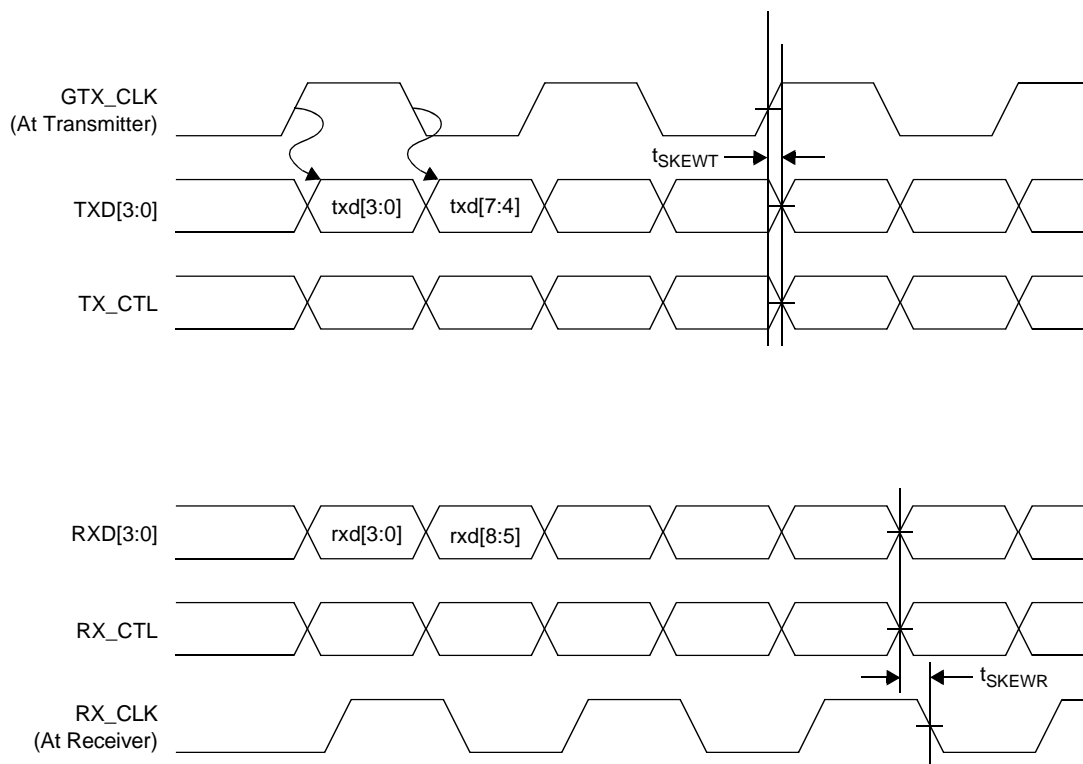 GTX_CLK
(At Transmitter)
tSKEWT
TXD[3:0]
txd[3:0]
txd[7:4]
TX_CTL
RXD[3:0]
rxd[3:0]
rxd[8:5]
RX_CTL
tSKEWR
RX_CLK
(At Receiver)